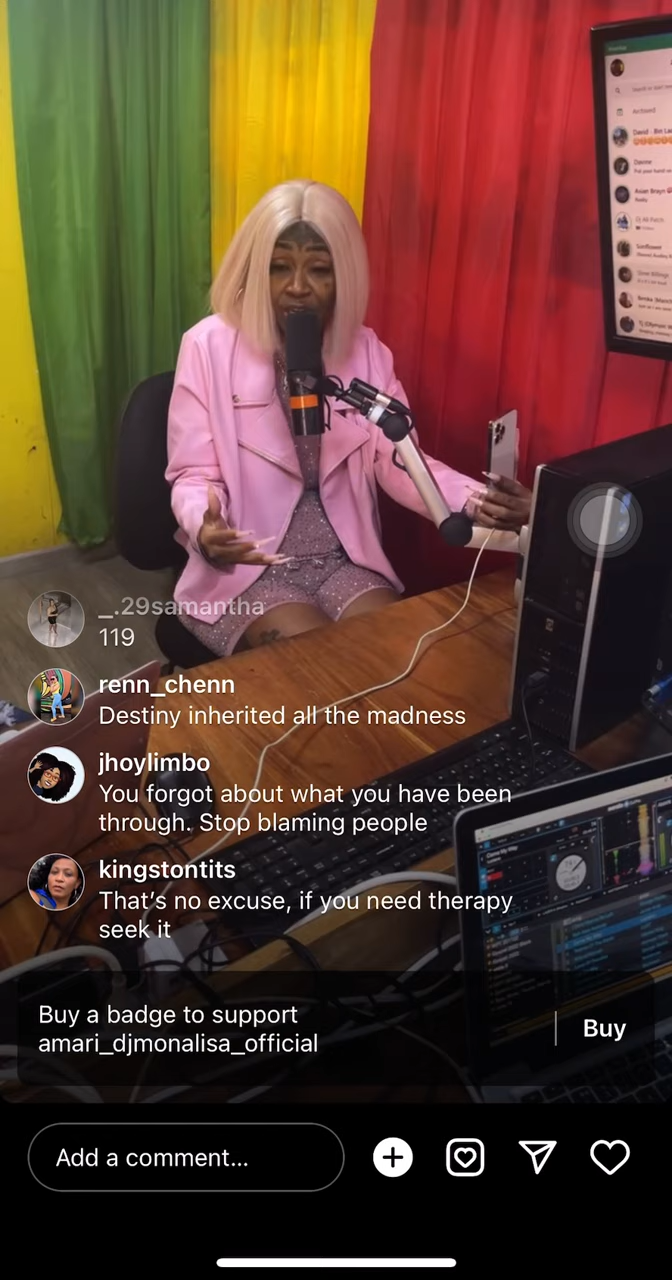 Archived
_.29samantha
119
renn_chenn
Destiny inherited all the madness
jhoylimbo
You forgot about what you have been
through. Stop blaming people
kingstontits
That’s no excuse, if you need therapy
seek it
Buy a badge to support
amari_djmonalisa_official
Buy
Add a comment...